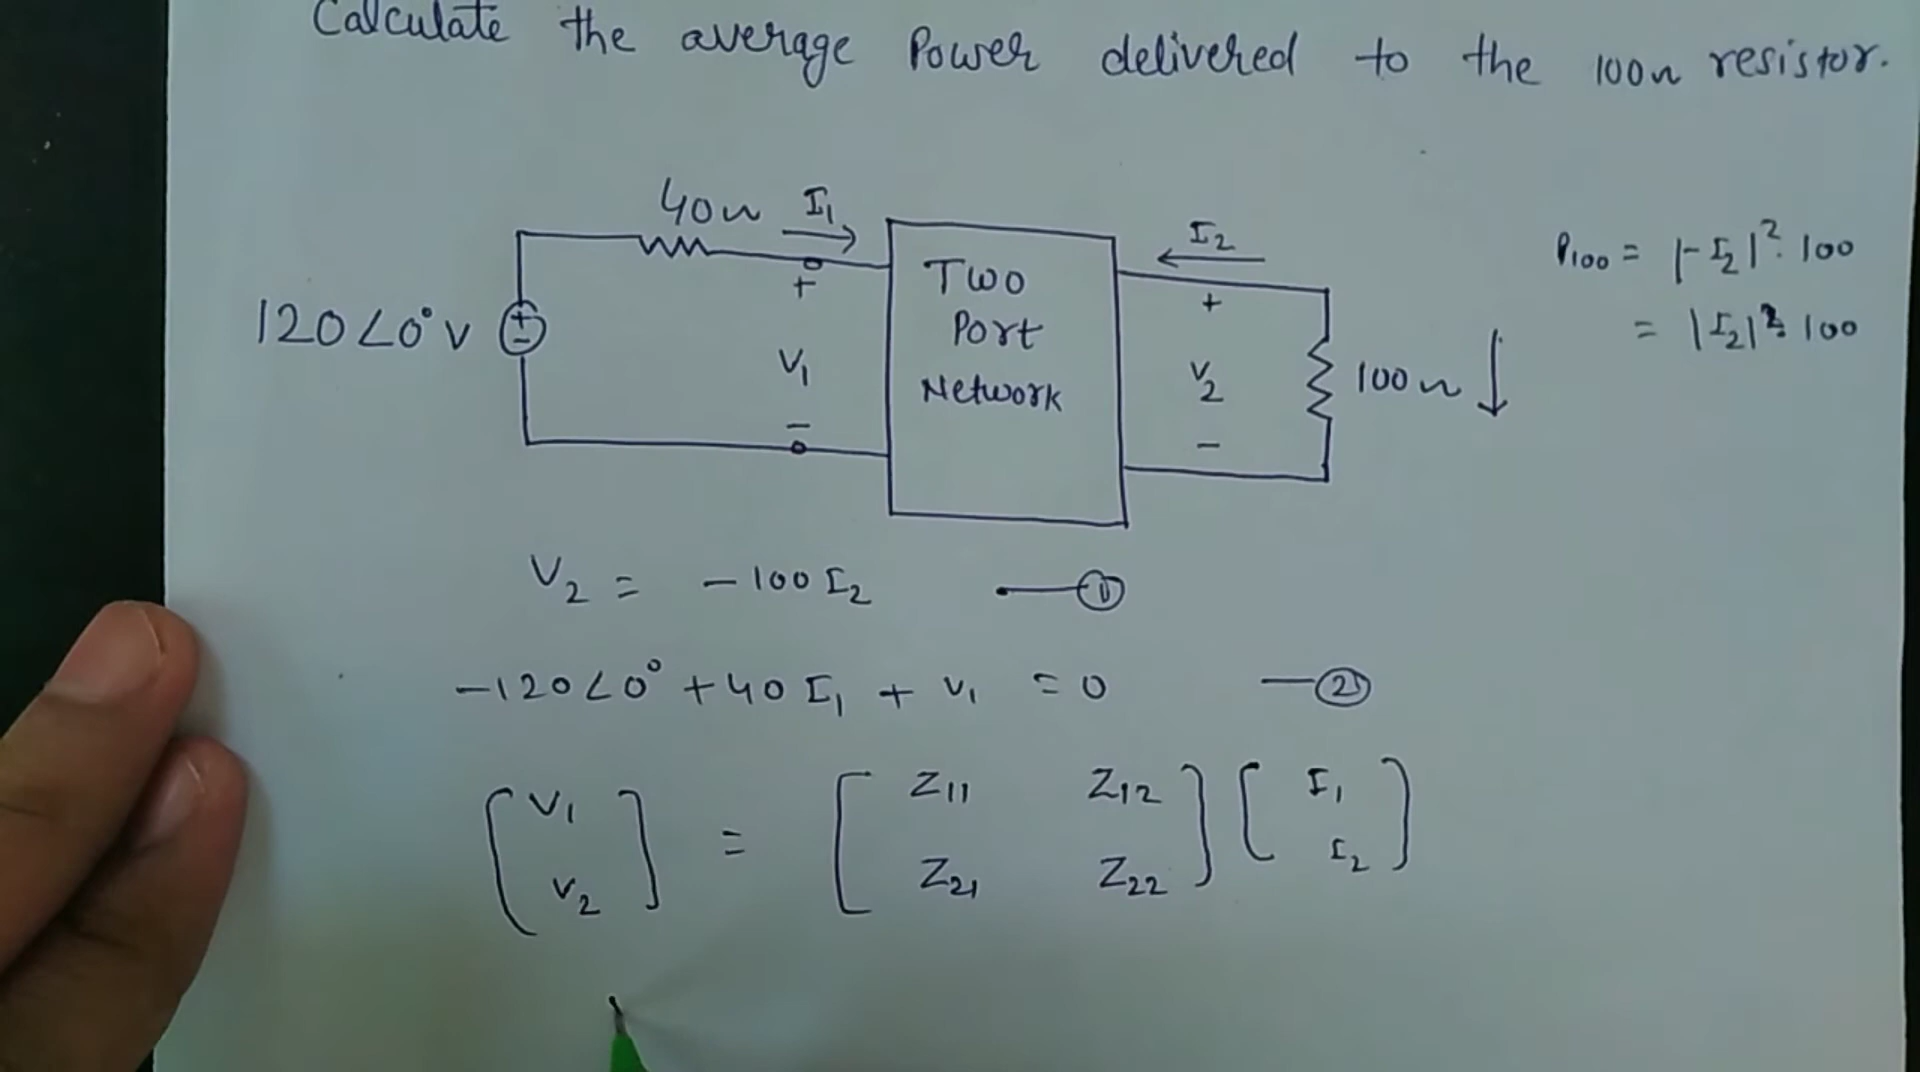 Calculate the average Power delivered to the 100Ω resistor.
40Ω I₁
I₂
P₁₀₀ = |-I₂|². 100
= |I₂|². 100
120∠0° V
+
-
+
V₁
-
Two
Port
Network
+
V₂
-
100Ω
V₂ = - 100 I₂ — ①
-120∠0° + 40 I₁ + V₁ = 0 — ②
[V₁ V₂] = [Z₁₁ Z₁₂ Z₂₁ Z₂₂] [I₁ I₂]